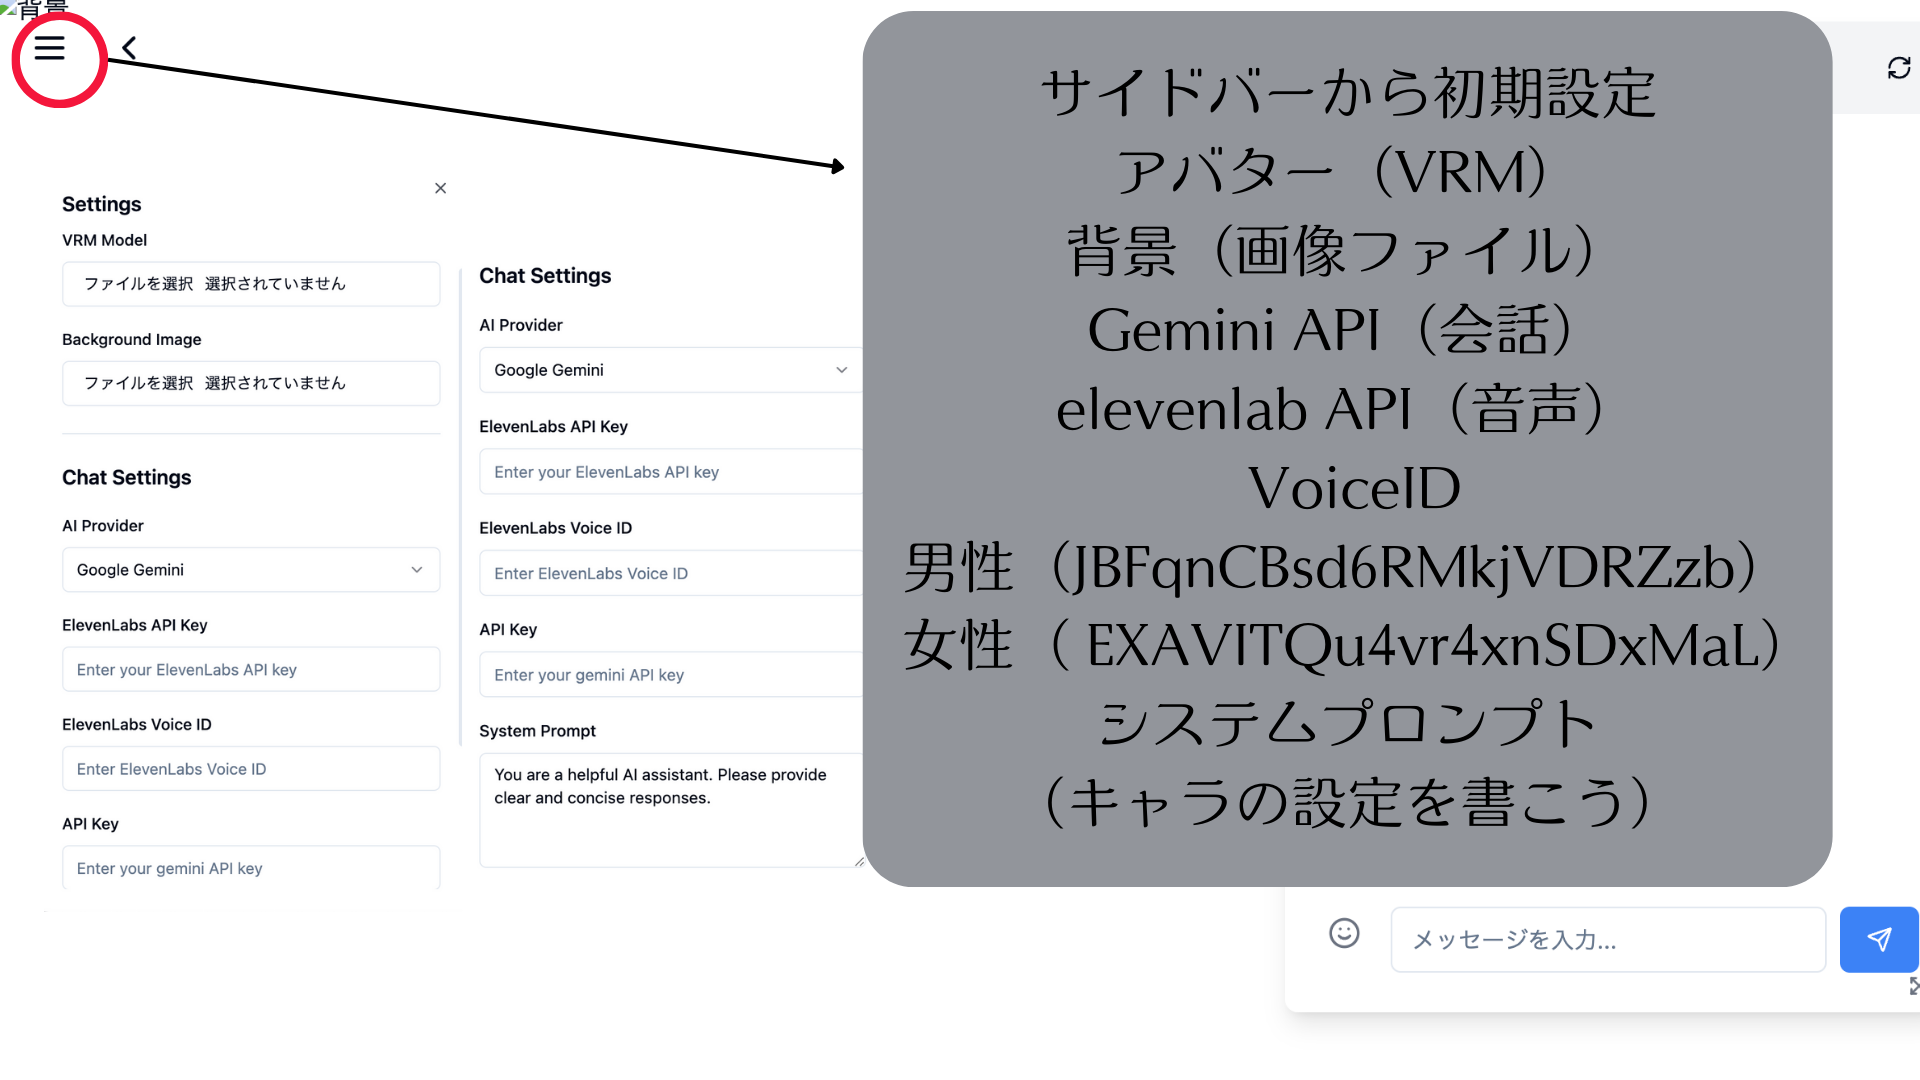 背景
Settings
VRM Model
ファイルを選択 選択されていません
Background Image
ファイルを選択 選択されていません
Chat Settings
AI Provider
Google Gemini
ElevenLabs API Key
Enter your ElevenLabs API key
ElevenLabs Voice ID
Enter ElevenLabs Voice ID
API Key
Enter your gemini API key
Chat Settings
AI Provider
Google Gemini
ElevenLabs API Key
Enter your ElevenLabs API key
ElevenLabs Voice ID
Enter ElevenLabs Voice ID
API Key
Enter your gemini API key
System Prompt
You are a helpful AI assistant. Please provide
clear and concise responses.
サイドバーから初期設定
アバター（VRM）
背景（画像ファイル）
Gemini API（会話）
elevenlab API（音声）
VoiceID
男性（JBFqnCBsd6RMkjVDRZzb）
女性（ EXAVITQu4vr4xnSDxMaL）
システムプロンプト
（キャラの設定を書こう）
メッセージを入力...